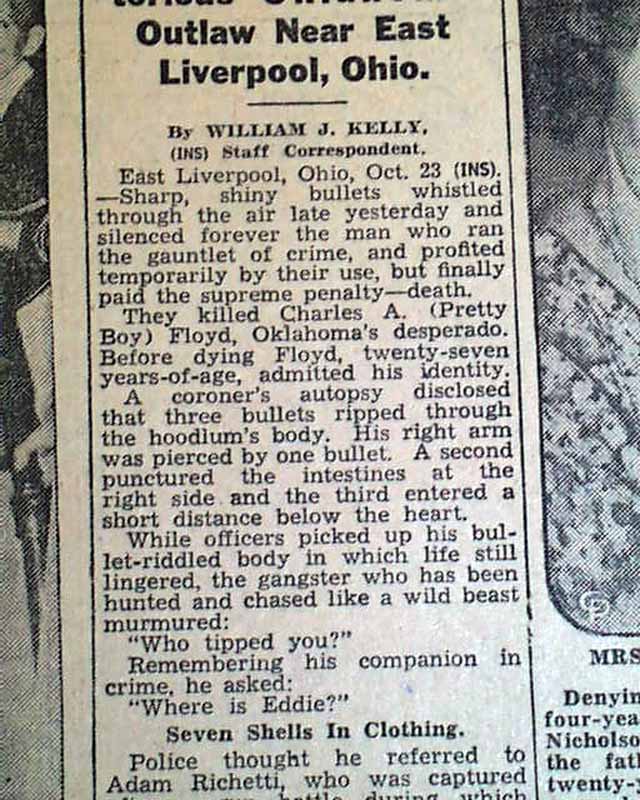 Outlaw Near East
Liverpool, Ohio.
By WILLIAM J. KELLY,
(INS) Staff Correspondent.
East Liverpool, Ohio, Oct. 23 (INS).
—Sharp, shiny bullets whistled
through the air late yesterday and
silenced forever the man who ran
the gauntlet of crime, and profited
temporarily by their use, but finally
paid the supreme penalty—death.
They killed Charles A. (Pretty
Boy) Floyd, Oklahoma's desperado.
Before dying Floyd, twenty-seven
years-of-age, admitted his identity.
A coroner's autopsy disclosed
that three bullets ripped through
the hoodlum's body. His right arm
was pierced by one bullet. A second
punctured the intestines at the
right side and the third entered a
short distance below the heart.
While officers picked up his bul-
let-riddled body in which life still
lingered, the gangster who has been
hunted and chased like a wild beast
murmured:
"Who tipped you?"
Remembering his companion in
crime, he asked:
"Where is Eddie?"
Seven Shells In Clothing.
Police thought he referred to
Adam Richetti, who was captured
battle during which
MRS
Denyin
four-yea
Nicholso
the fat
twenty-